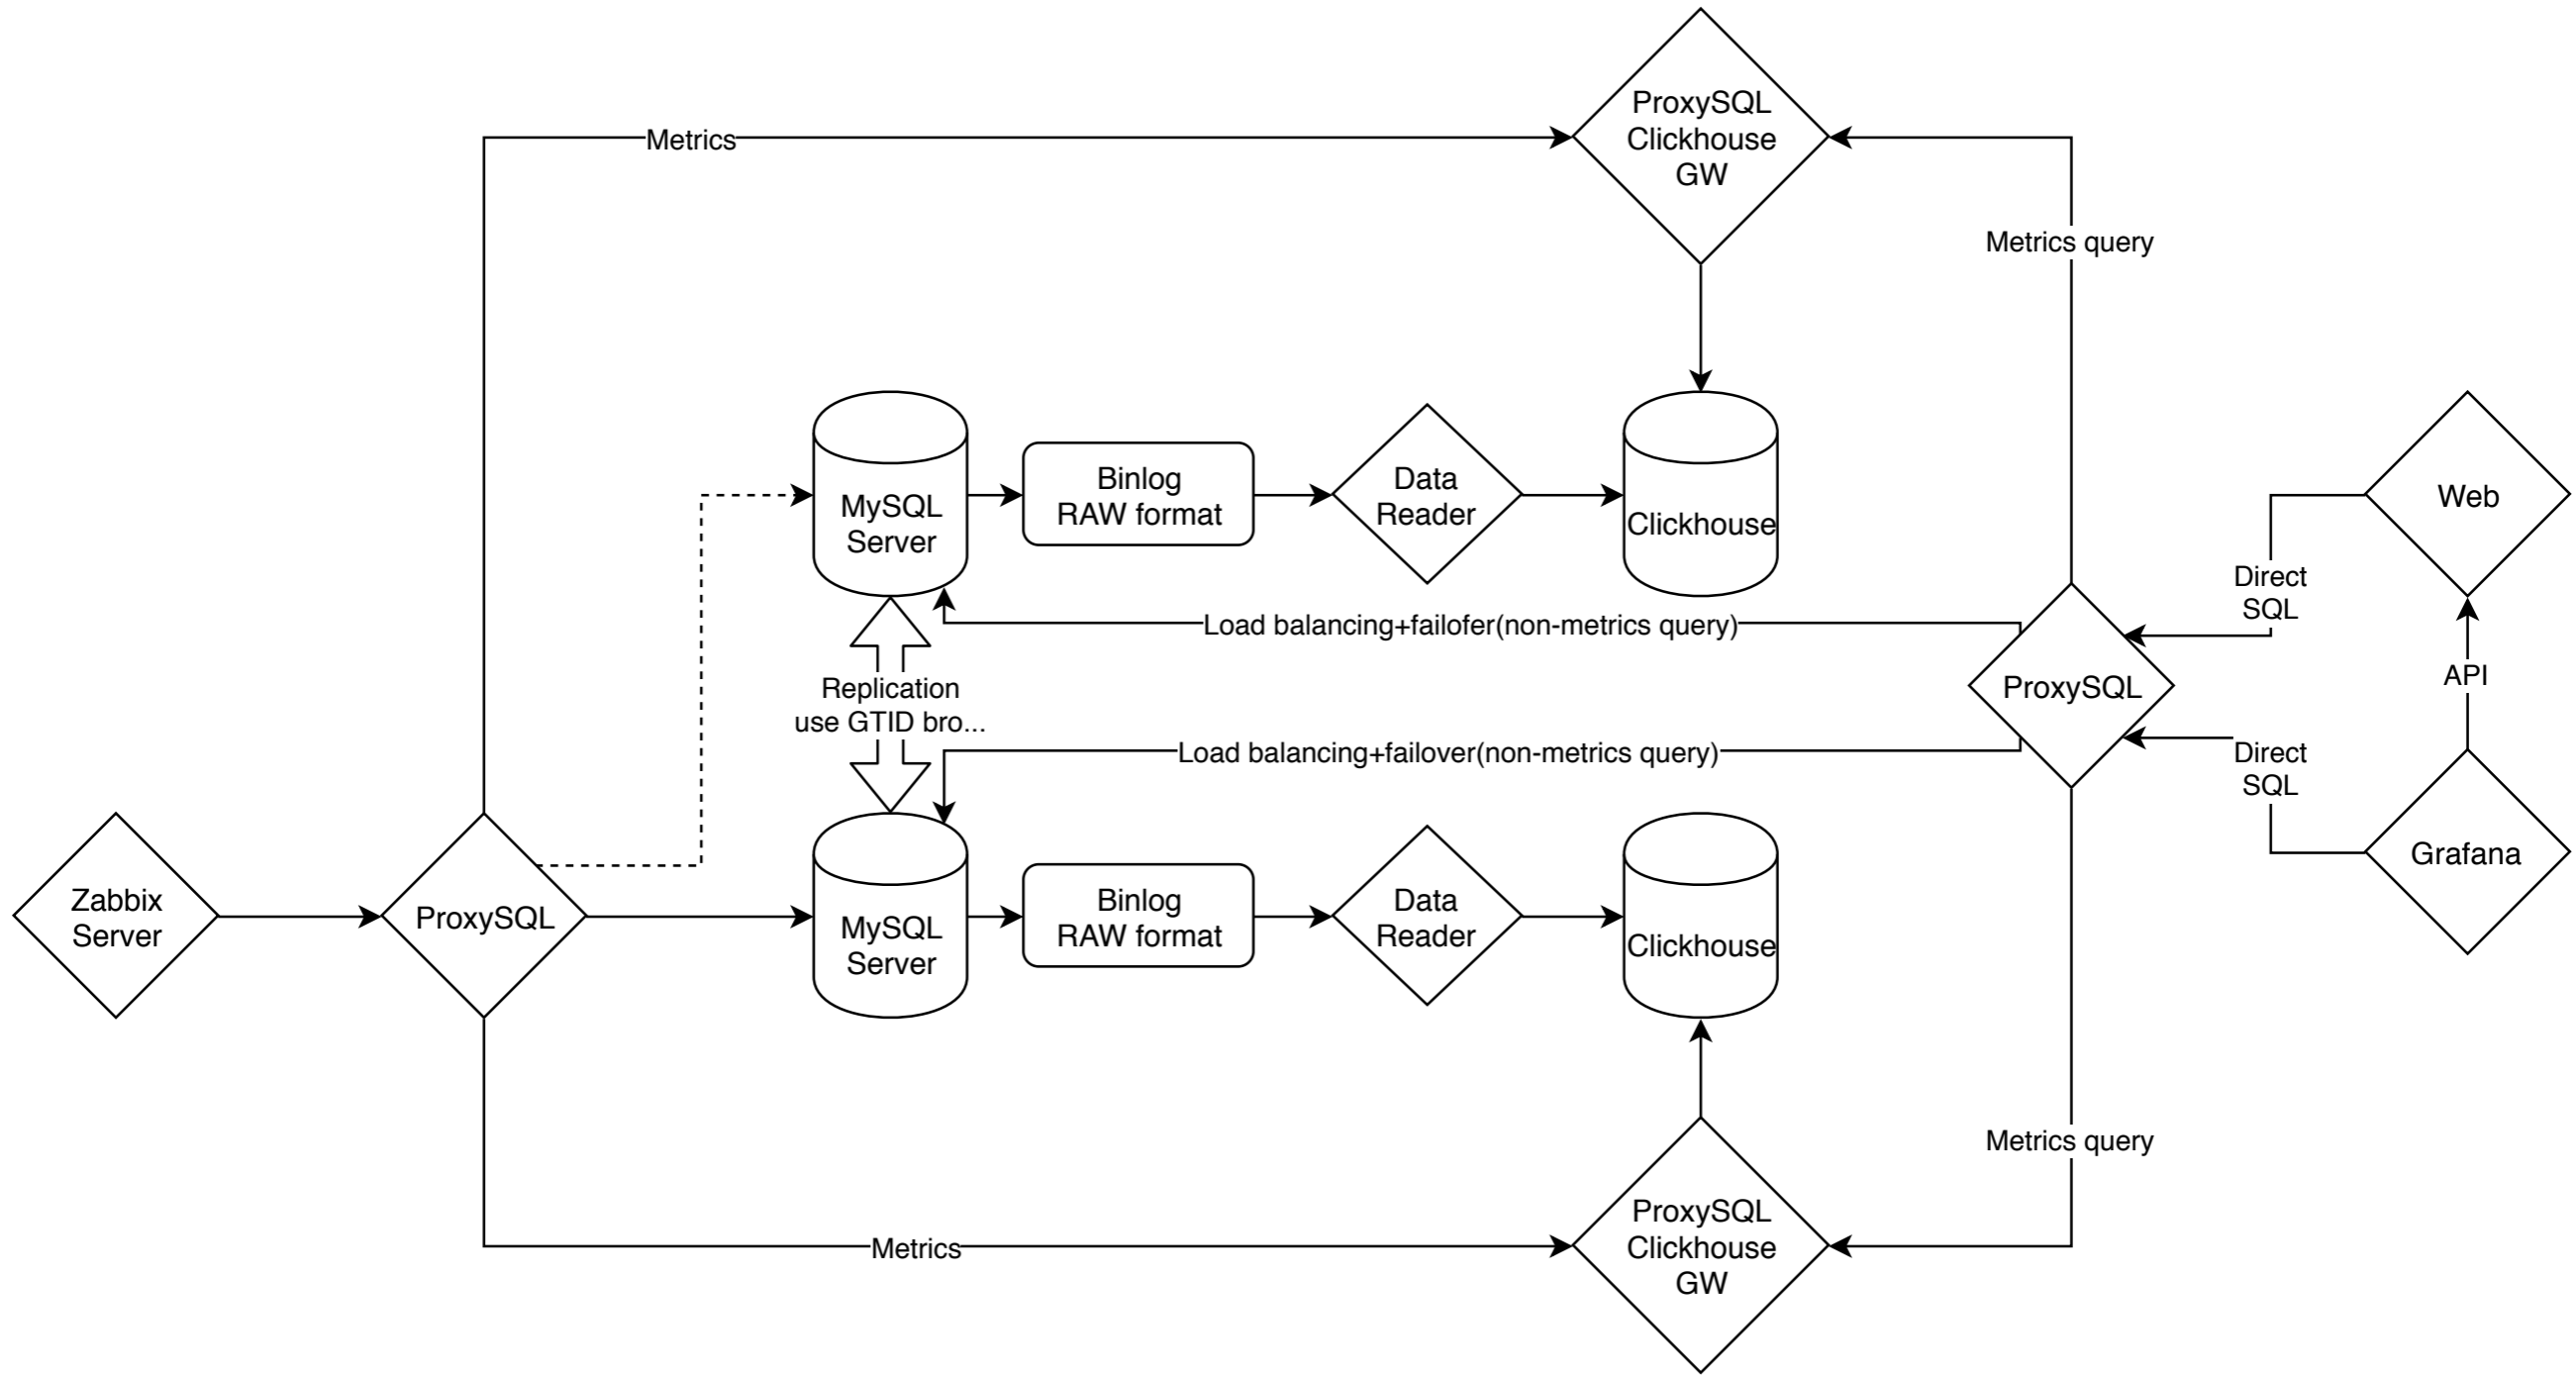 ProxySQL
Clickhouse
GW
Metrics
Metrics query
MySQL
Server
Binlog
RAW format
Data
Reader
Clickhouse
Web
Direct
SQL
Load balancing+failofer(non-metrics query)
Replication
use GTID bro...
ProxySQL
API
Load balancing+failover(non-metrics query)
Direct
SQL
Grafana
Zabbix
Server
ProxySQL
MySQL
Server
Binlog
RAW format
Data
Reader
Clickhouse
Metrics query
Metrics
ProxySQL
Clickhouse
GW